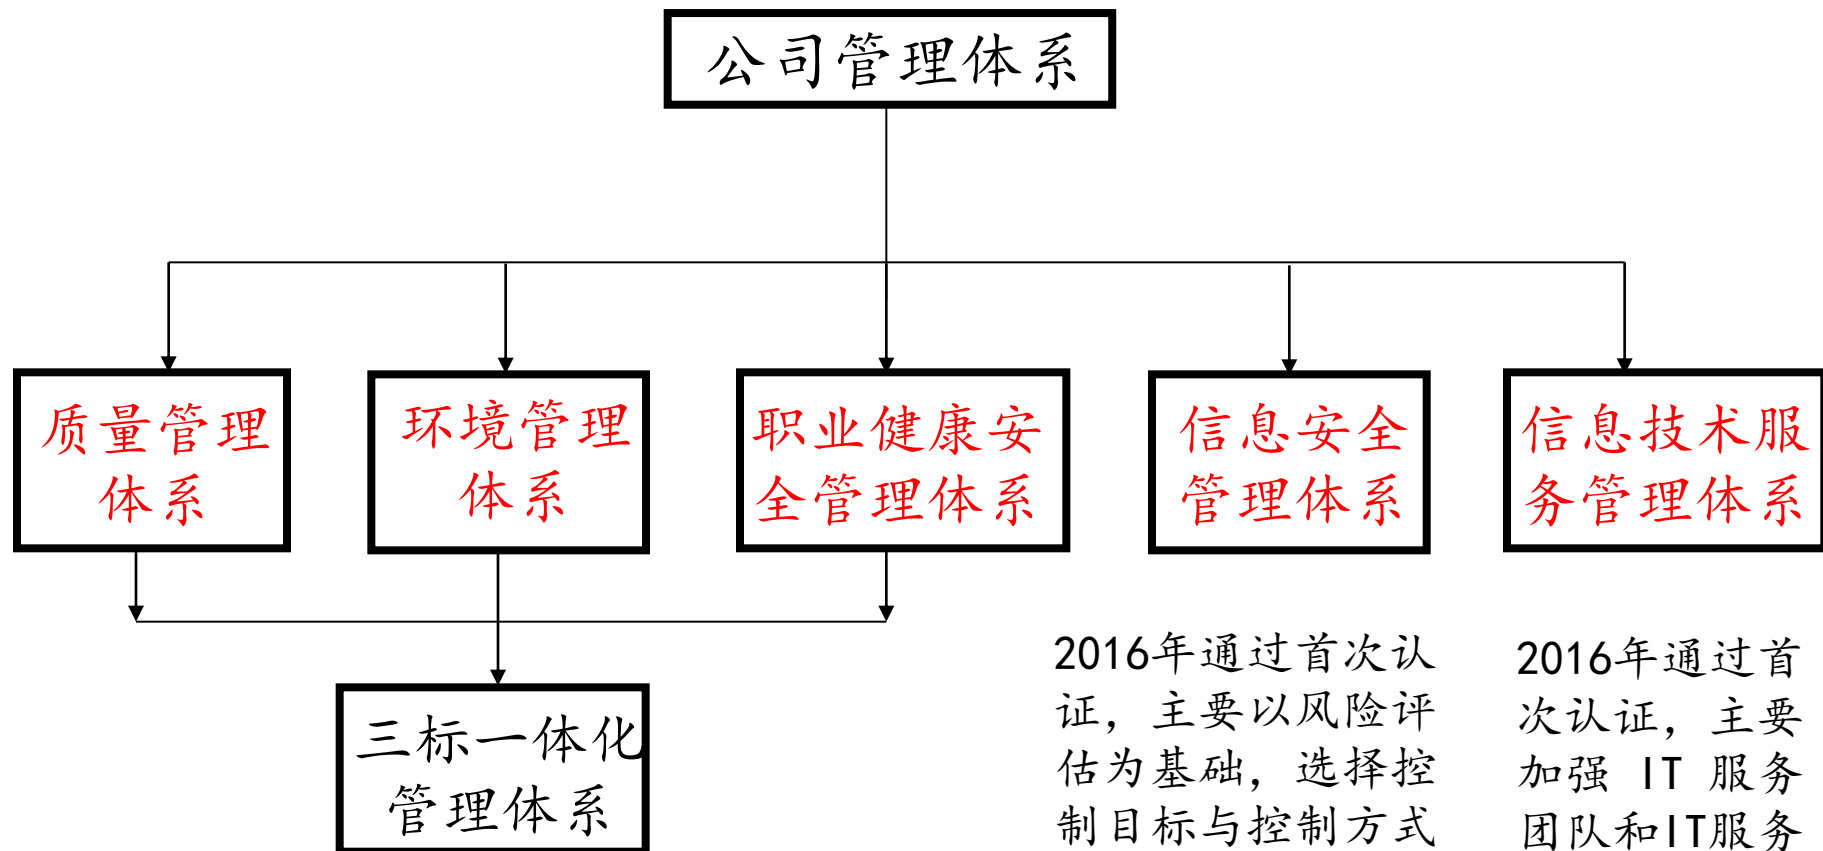 公司管理体系
质量管理
体系
环境管理
体系
职业健康安
全管理体系
信息安全
管理体系
信息技术服
务管理体系
三标一体化
管理体系
2016年通过首次认
证，主要以风险评
估为基础，选择控
制目标与控制方式
2016年通过首
次认证，主要
加强 IT 服务
团队和IT服务